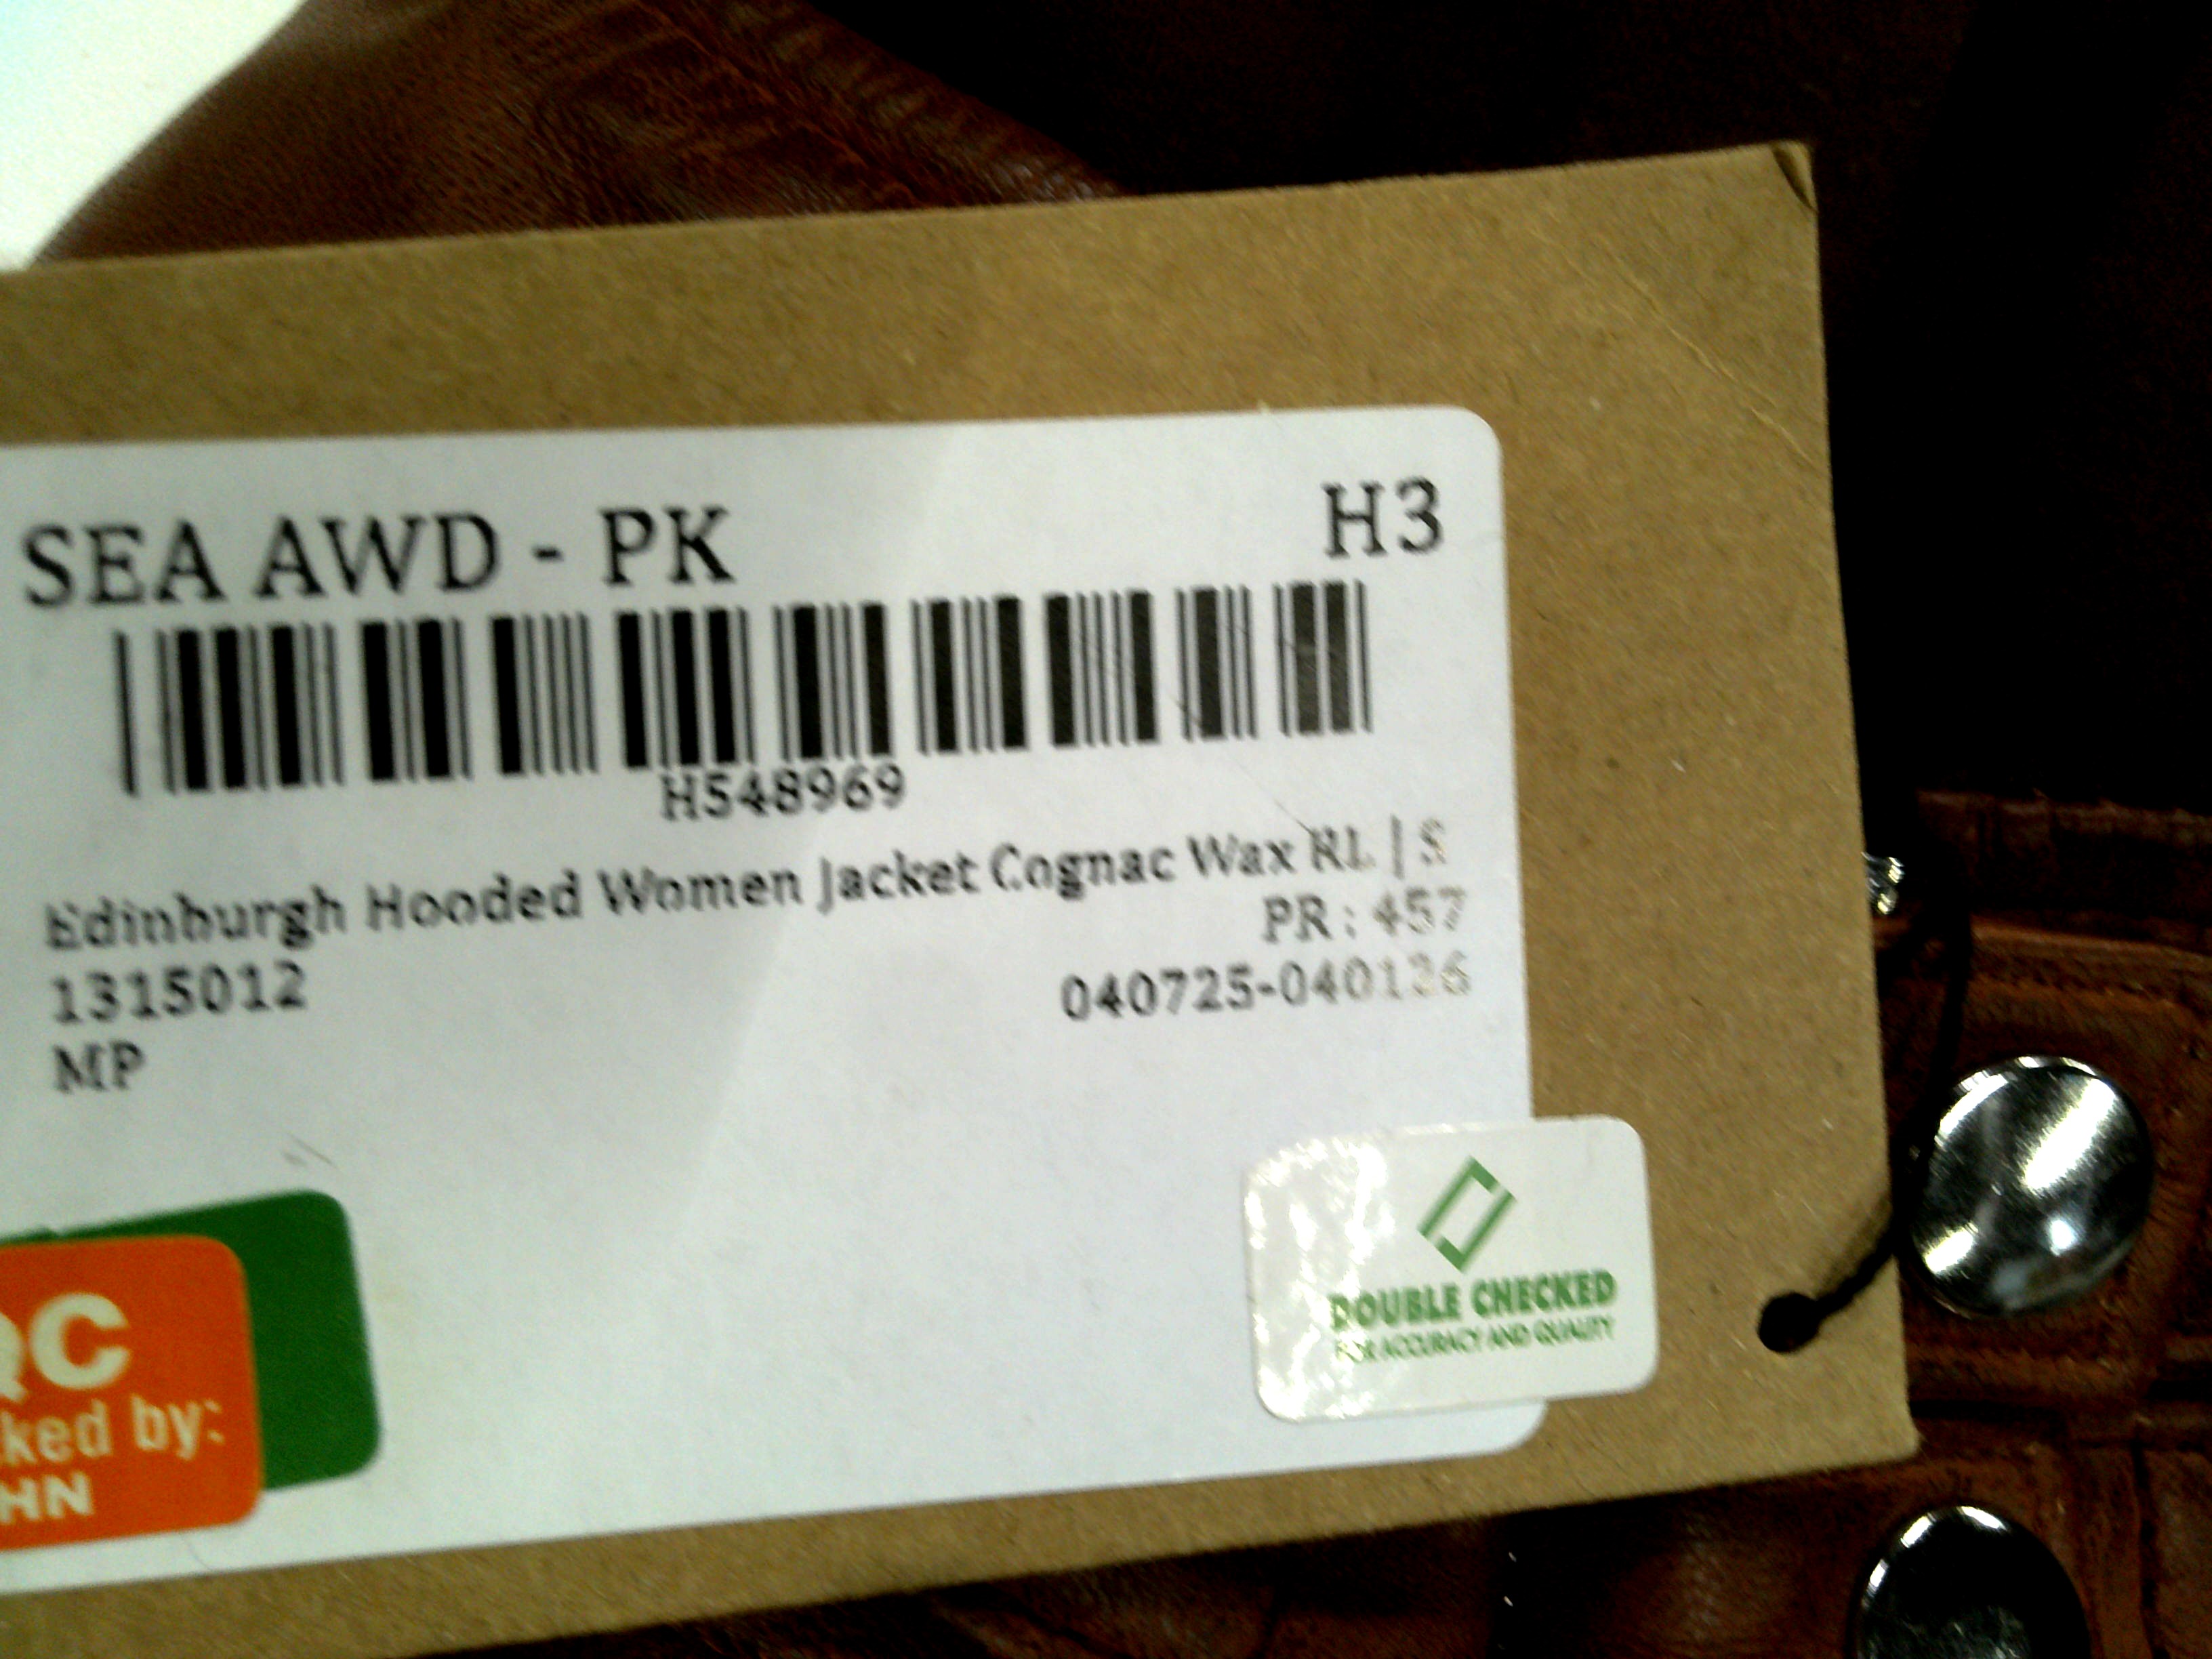 SEA AWD - PK H3
H548969
Edinburgh Hooded Women Jacket Cognac Wax RL | S
PR : 457
1315012 040725-040126
MP
DOUBLE CHECKED
FOR ACCURACY AND QUALITY
QC
ked by:
HN